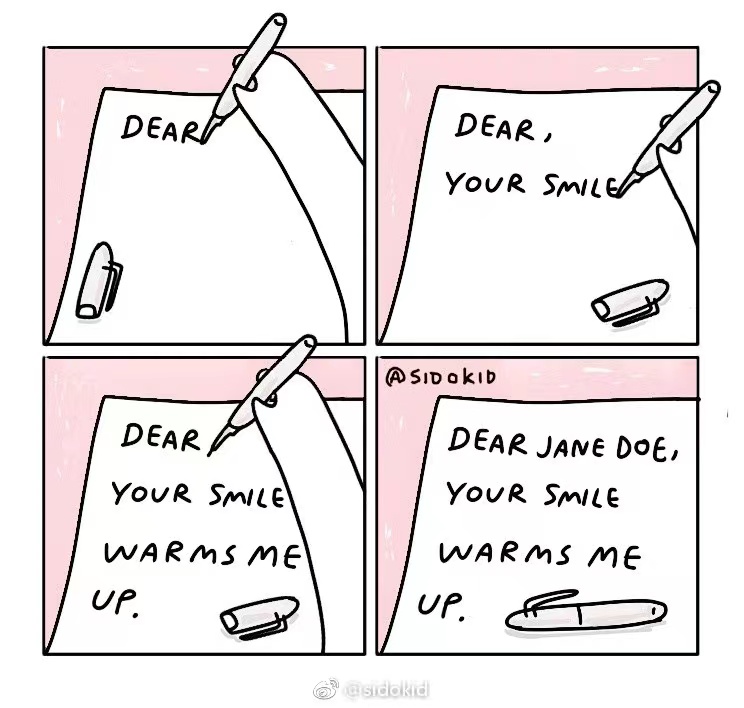 DEAR
DEAR,
YOUR SMILE
DEAR
YOUR SMILE
WARMS ME
UP.
@SIDOKID
DEAR JANE DOE,
YOUR SMILE
WARMS ME
UP.
@sidokid